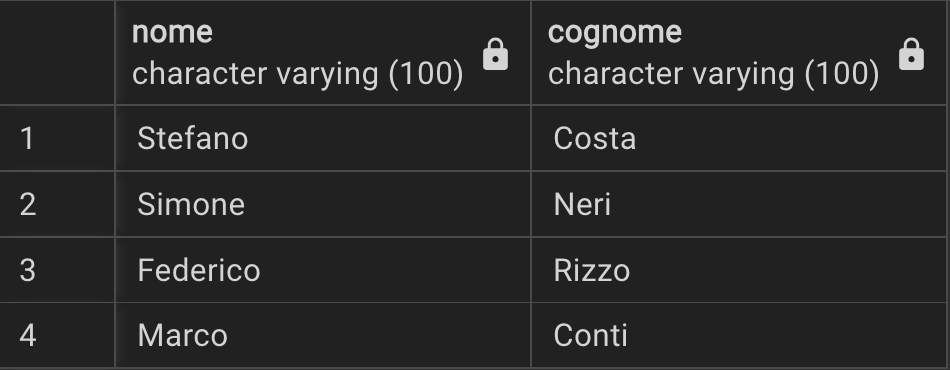 nome cognome
character varying (100) character varying (100)
1 Stefano Costa
2 Simone Neri
3 Federico Rizzo
4 Marco Conti